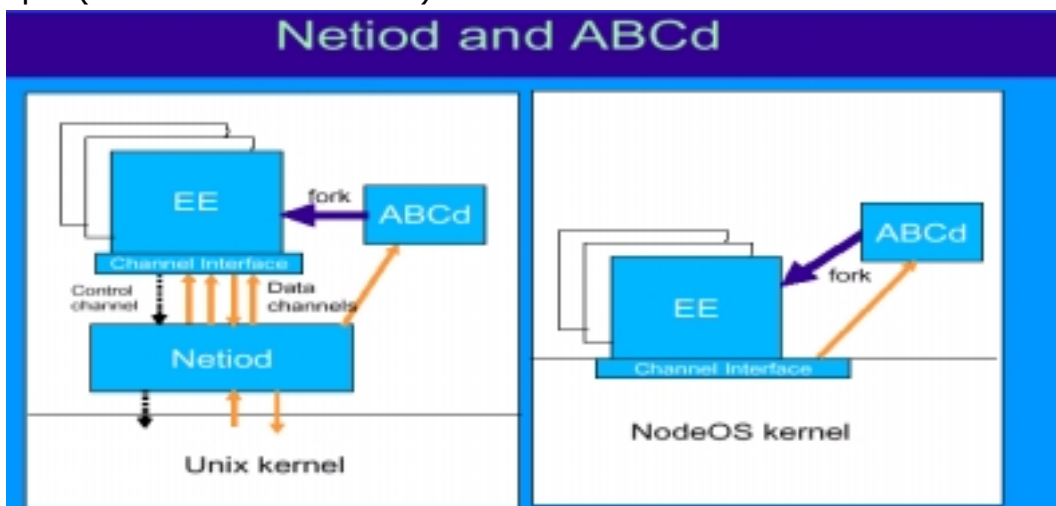 Netiod and ABCd
EE
fork
ABCd
Channel Interface
Control
channel
Data
channels
Netiod
Unix kernel
ABCd
fork
EE
Channel Interface
NodeOS kernel